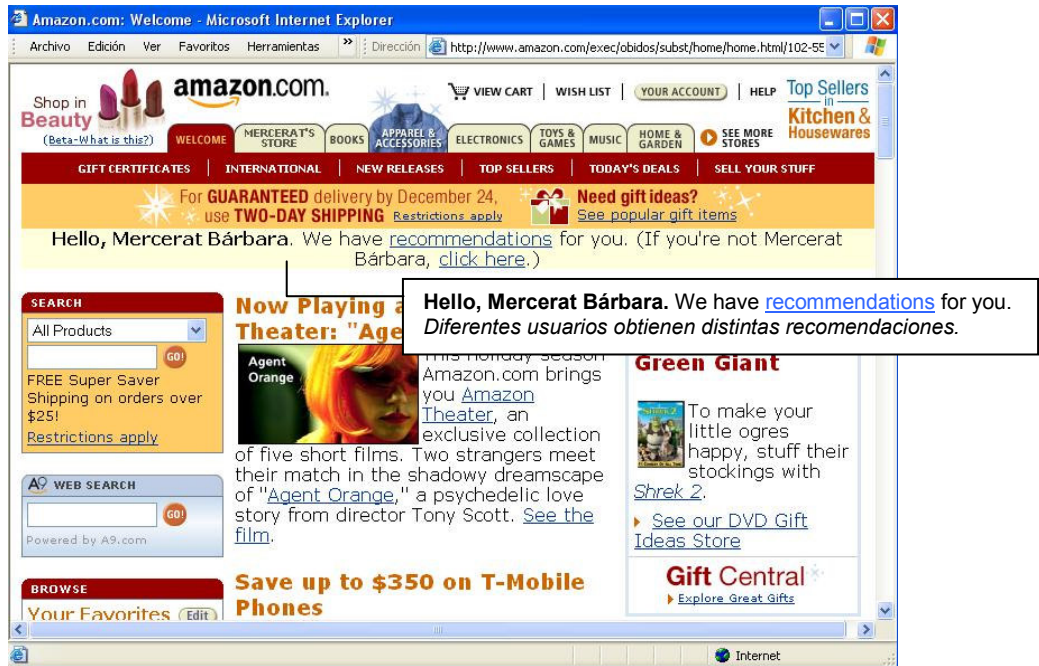 Amazon.com: Welcome - Microsoft Internet Explorer
Archivo Edición Ver Favoritos Herramientas » Dirección http://www.amazon.com/exec/obidos/subst/home/home.html/102-55
Shop in
Beauty
(Beta-What is this?)
amazon.com.
VIEW CART | WISH LIST | YOUR ACCOUNT | HELP
Top Sellers
in
Kitchen &
Housewares
WELCOME
MERCERAT'S
STORE
BOOKS
APPAREL &
ACCESSORIES
ELECTRONICS
TOYS &
GAMES
MUSIC
HOME &
GARDEN
SEE MORE
STORES
GIFT CERTIFICATES | INTERNATIONAL | NEW RELEASES | TOP SELLERS | TODAY'S DEALS | SELL YOUR STUFF
For GUARANTEED delivery by December 24,
use TWO-DAY SHIPPING Restrictions apply
Need gift ideas?
See popular gift items
Hello, Mercerat Bárbara. We have recommendations for you. (If you're not Mercerat
Bárbara, click here.)
Hello, Mercerat Bárbara. We have recommendations for you.
Diferentes usuarios obtienen distintas recomendaciones.
SEARCH
All Products
GO!
FREE Super Saver
Shipping on orders over
$25!
Restrictions apply
A9 WEB SEARCH
GO!
Powered by A9.com
BROWSE
Your Favorites Edit
Now Playing
Theater: "Age
Agent
Orange
This holiday season
Amazon.com brings
you Amazon
Theater, an
exclusive collection
of five short films. Two strangers meet
their match in the shadowy dreamscape
of "Agent Orange," a psychedelic love
story from director Tony Scott. See the
film.
Save up to $350 on T-Mobile
Phones
Green Giant
SHREK 2
To make your
little ogres
happy, stuff their
stockings with
Shrek 2.
See our DVD Gift
Ideas Store
Gift Central
Explore Great Gifts
Internet